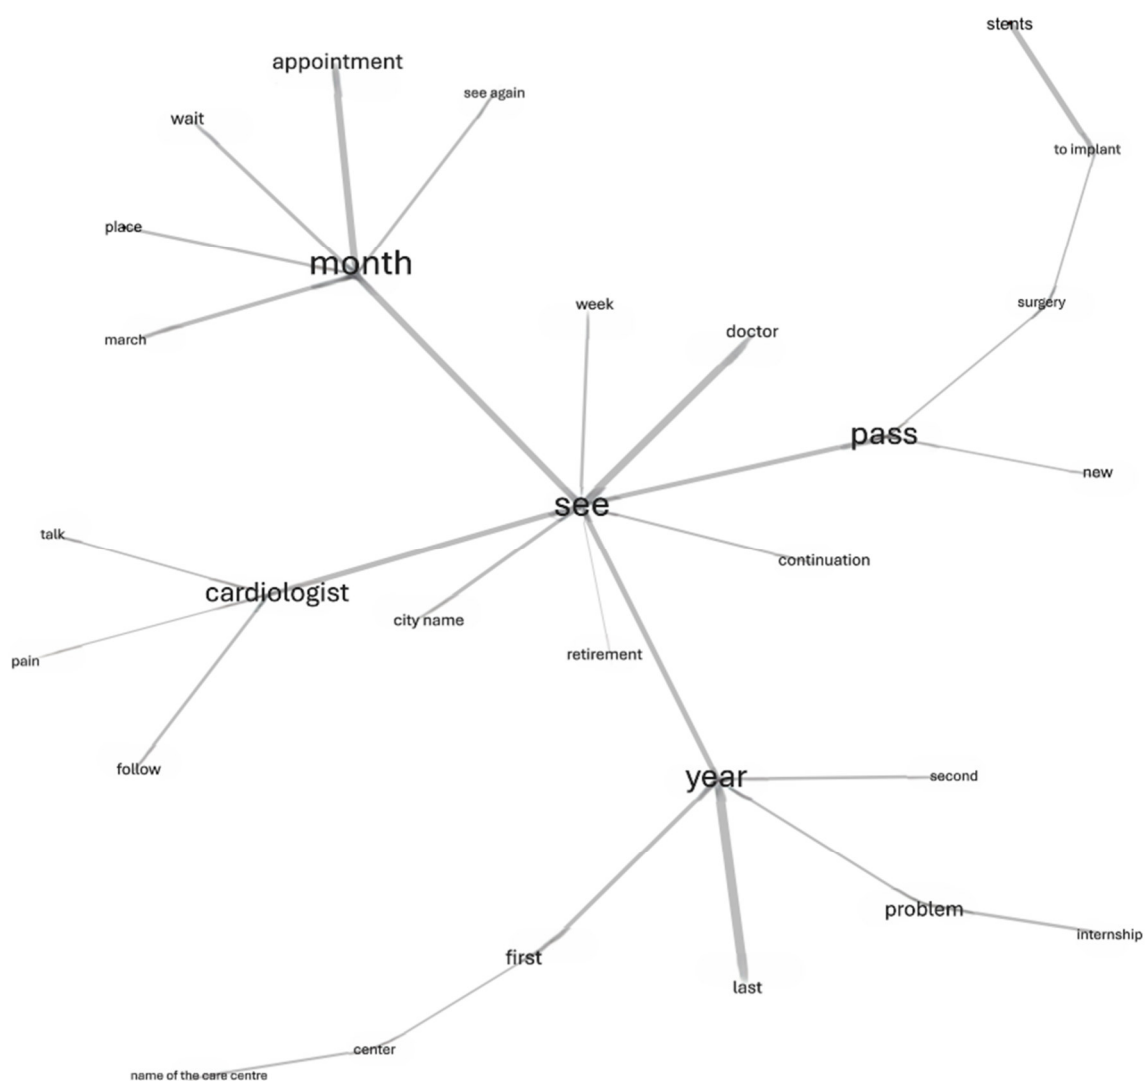 stents
appointment
see again
wait
to implant
place
month
surgery
week
doctor
march
pass
new
see
talk
continuation
cardiologist
city name
retirement
pain
follow
year
second
problem
internship
first
last
center
name of the care centre